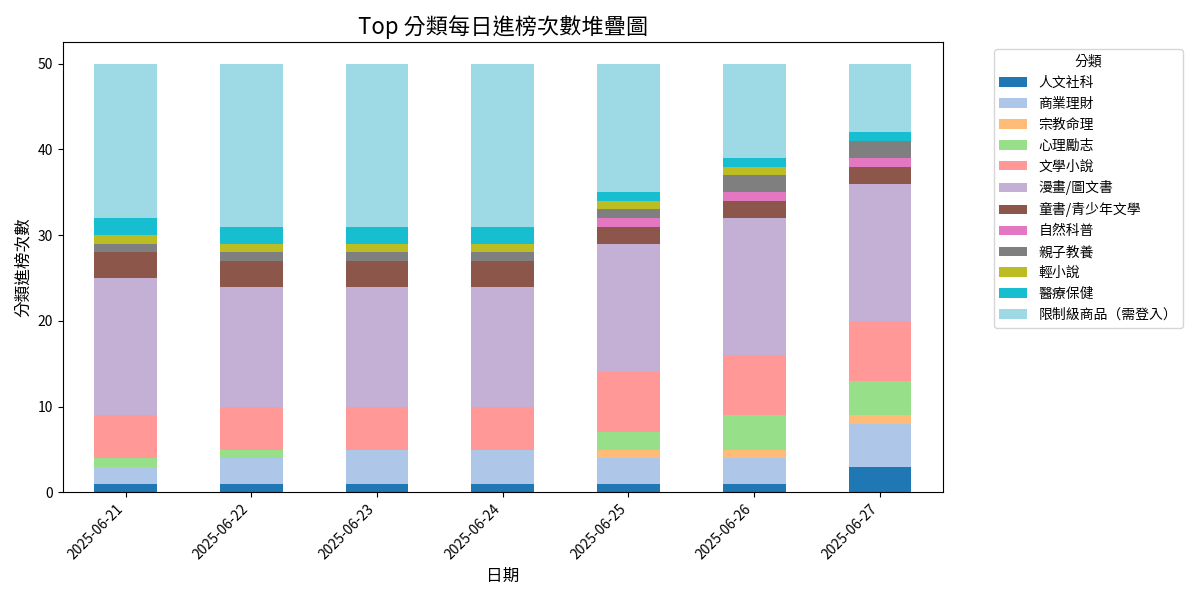 Top 分類每日進榜次數堆疊圖
分類進榜次數
50
40
30
20
10
0
2025-06-21
2025-06-22
2025-06-23
2025-06-24
2025-06-25
2025-06-26
2025-06-27
日期
分類
人文社科
商業理財
宗教命理
心理勵志
文學小說
漫畫/圖文書
童書/青少年文學
自然科普
親子教養
輕小說
醫療保健
限制級商品（需登入）